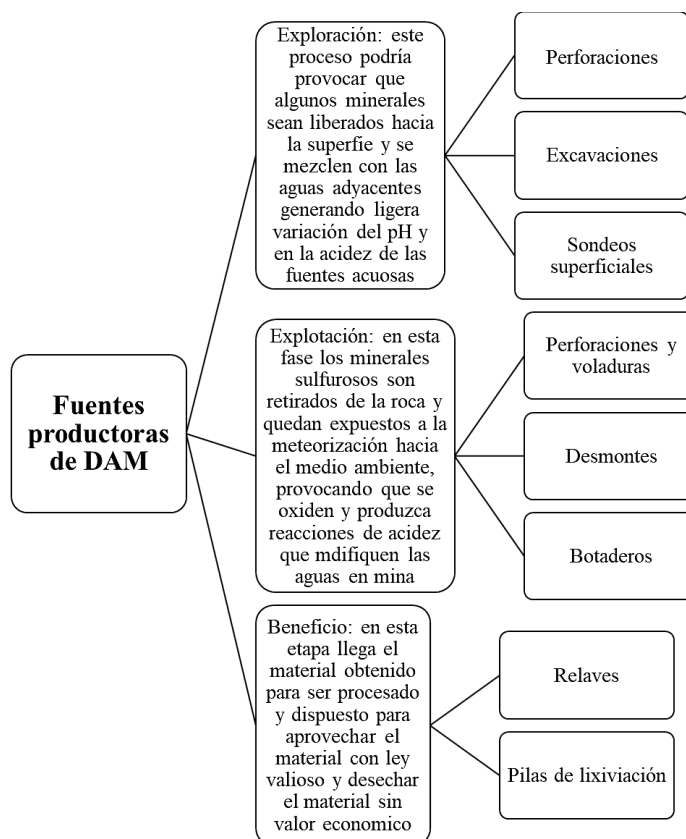 Fuentes
productoras
de DAM
Exploración: este
proceso podría
provocar que
algunos minerales
sean liberados hacia
la superfie y se
mezclen con las
aguas adyacentes
generando ligera
variación del pH y
en la acidez de las
fuentes acuosas
Perforaciones
Excavaciones
Sondeos
superficiales
Explotación: en esta
fase los minerales
sulfurosos son
retirados de la roca y
quedan expuestos a la
meteorización hacia
el medio ambiente,
provocando que se
oxiden y produzca
reacciones de acidez
que mdifiquen las
aguas en mina
Perforaciones y
voladuras
Desmontes
Botaderos
Beneficio: en esta
etapa llega el
material obtenido
para ser procesado
y dispuesto para
aprovechar el
material con ley
valioso y desechar
el material sin
valor economico
Relaves
Pilas de lixiviación